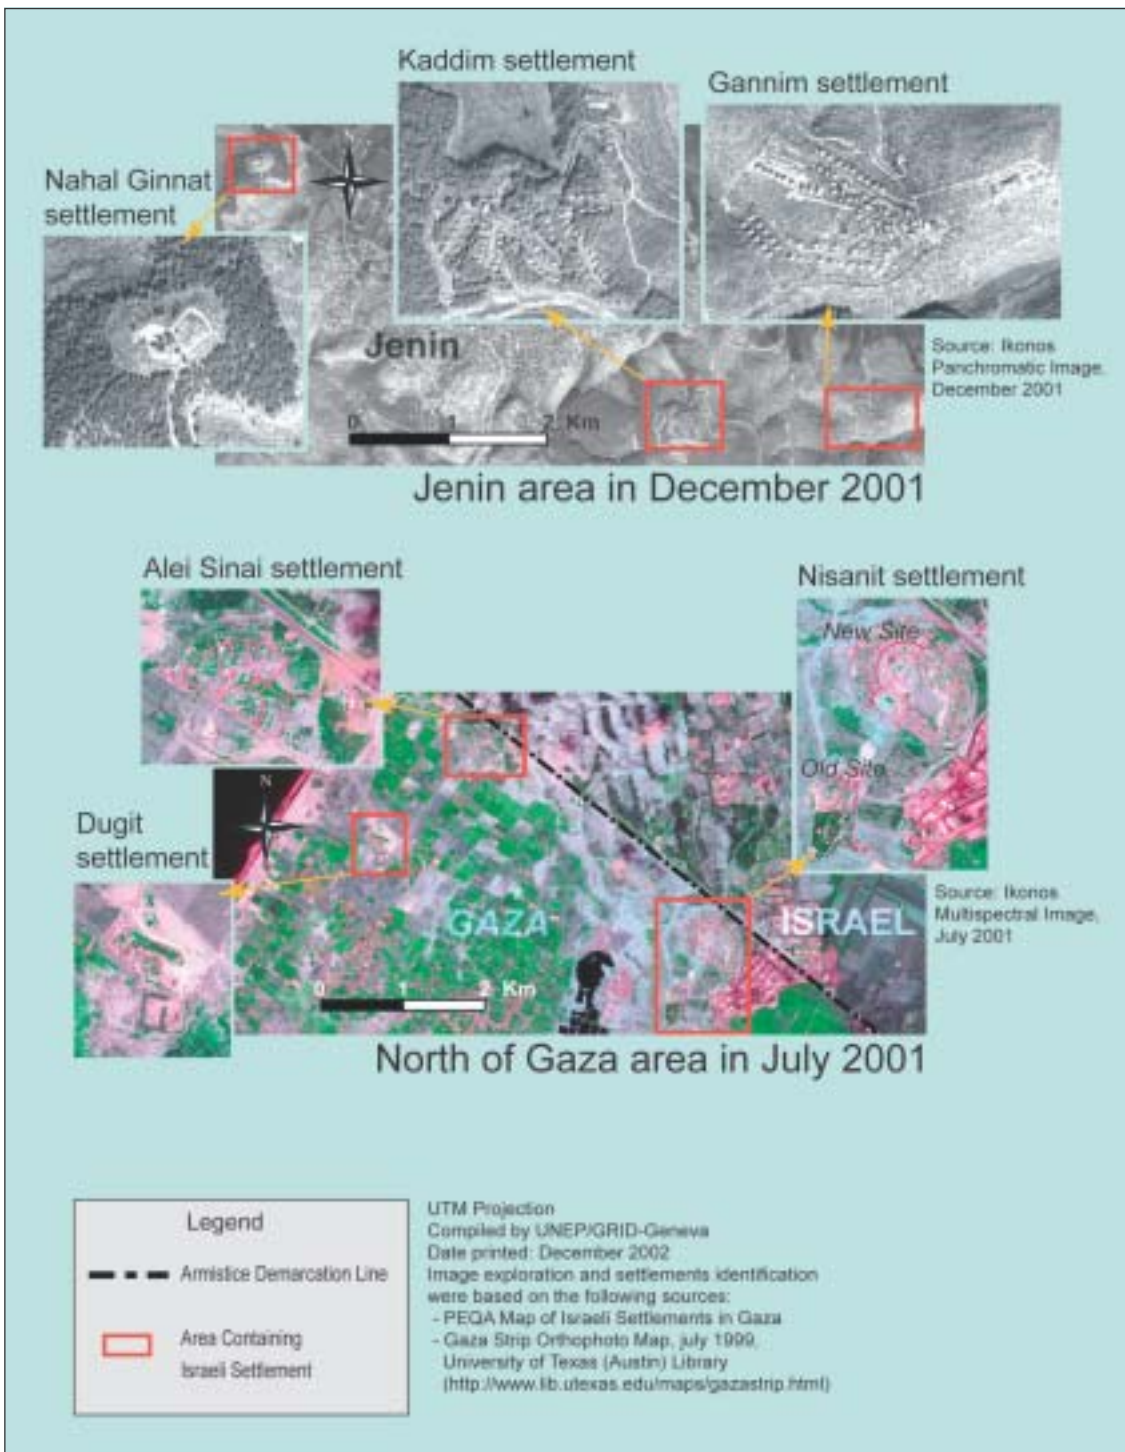 Kaddim settlement
Gannim settlement
Nahal Ginnat
settlement
Jenin
0 1 2 Km
Source: Ikonos
Panchromatic Image,
December 2001
Jenin area in December 2001
Alei Sinai settlement
Nisanit settlement
New Site
Old Site
N
Dugit
settlement
GAZA
ISRAEL
0 1 2 Km
Source: Ikonos
Multispectral Image,
July 2001
North of Gaza area in July 2001
Legend
Armistice Demarcation Line
Area Containing
Israeli Settlement
UTM Projection
Compiled by UNEP/GRID-Geneva
Date printed: December 2002
Image exploration and settlements identification
were based on the following sources:
- PEQA Map of Israeli Settlements in Gaza
- Gaza Strip Orthophoto Map, july 1999,
University of Texas (Austin) Library
(http://www.lib.utexas.edu/maps/gazastrip.html)